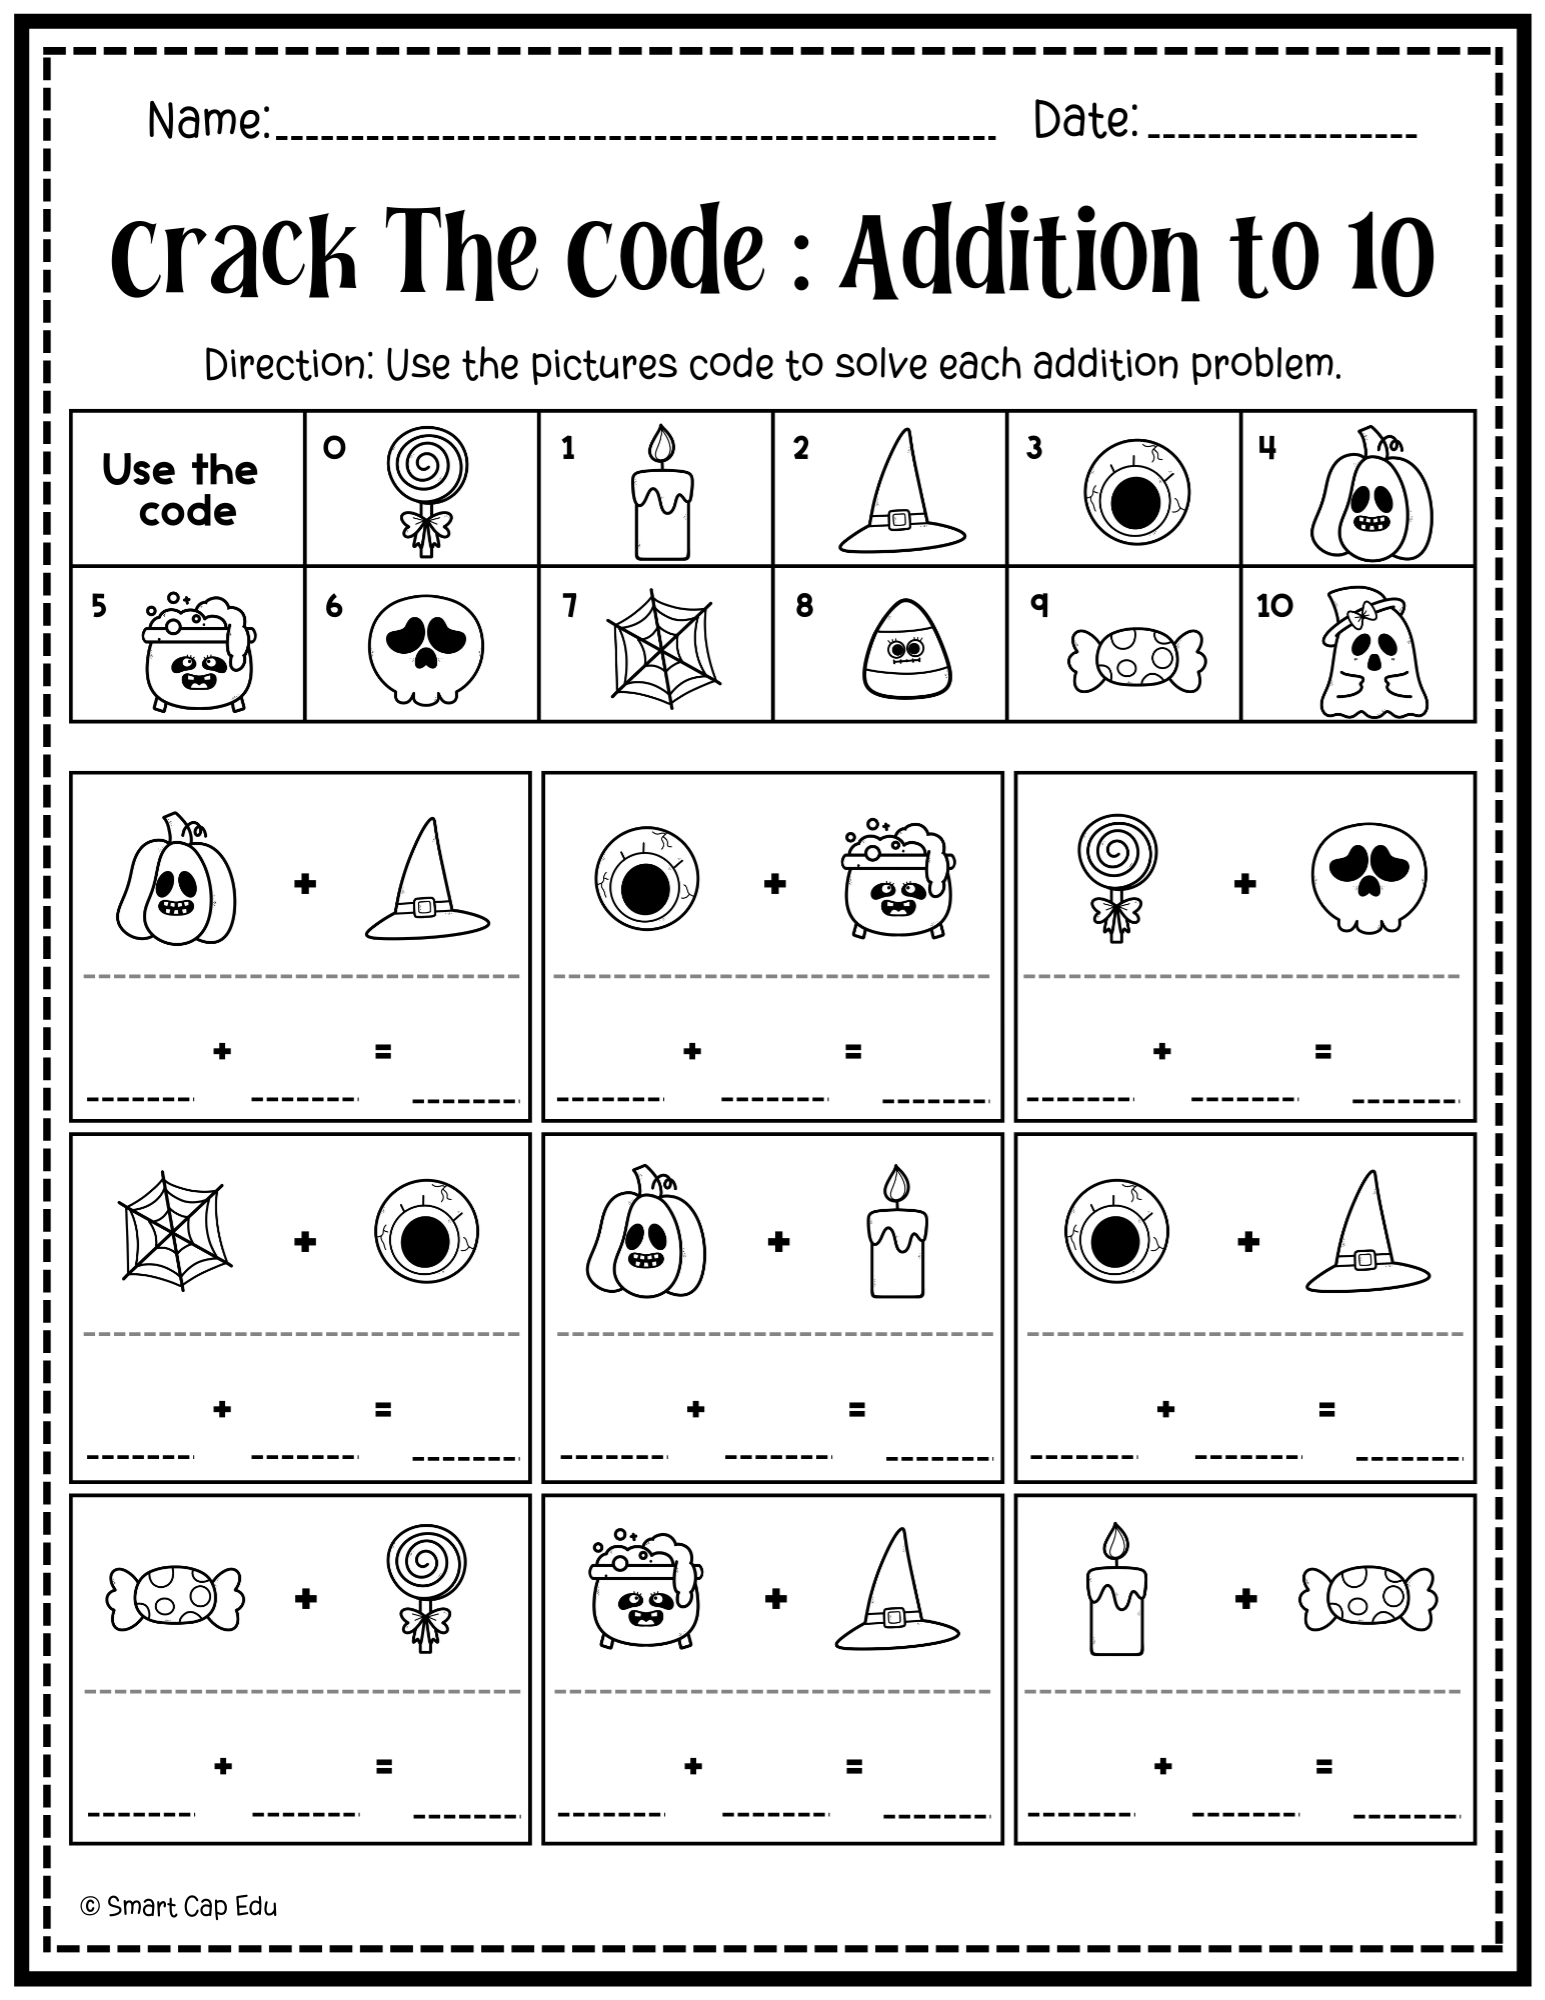 Name: Date:
Crack The Code : Addition to 10
Direction: Use the pictures code to solve each addition problem.
Use the
code
0 1 2 3 4
5 6 7 8 9 10
+ + +
+ = + = + =
+ + +
+ = + = + =
+ + +
+ = + = + =
© Smart Cap Edu